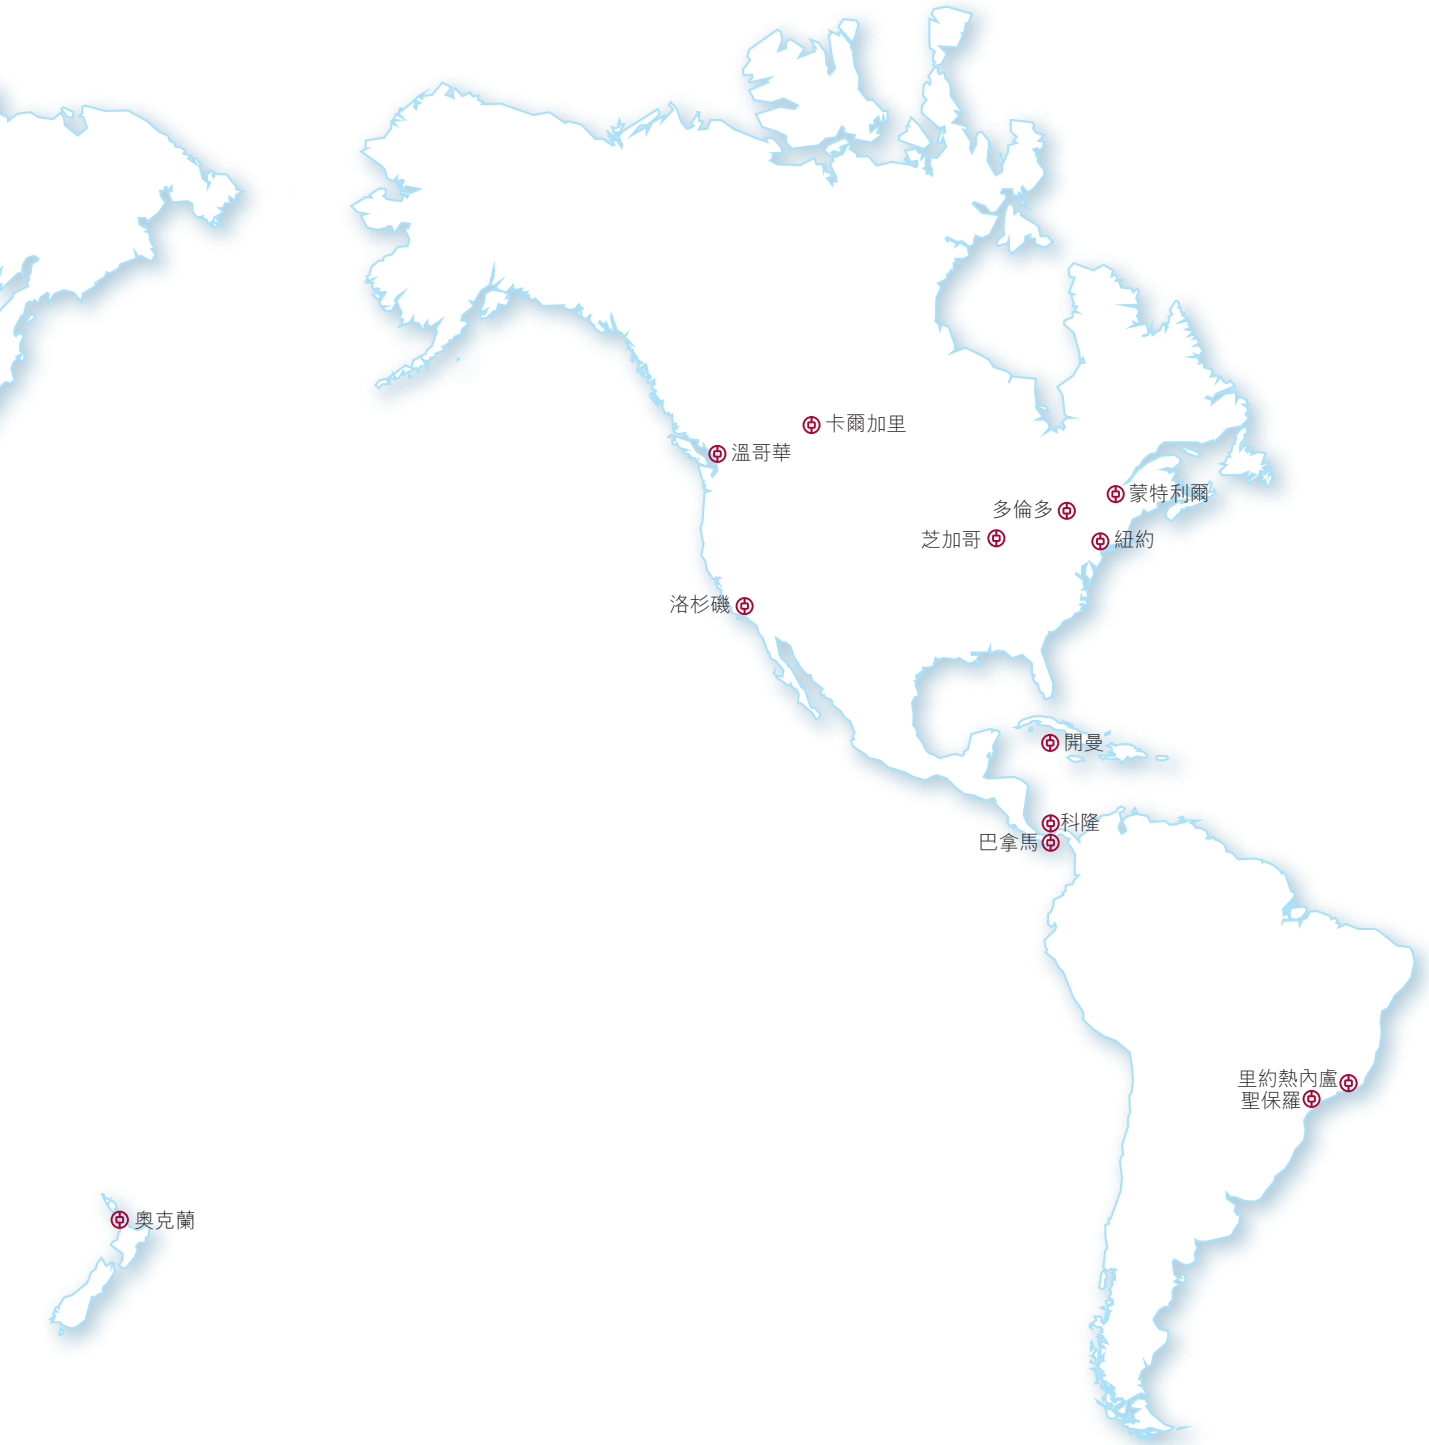 卡爾加里
溫哥華
蒙特利爾
多倫多
芝加哥
紐約
洛杉磯
開曼
科隆
巴拿馬
里約熱內盧
聖保羅
奧克蘭